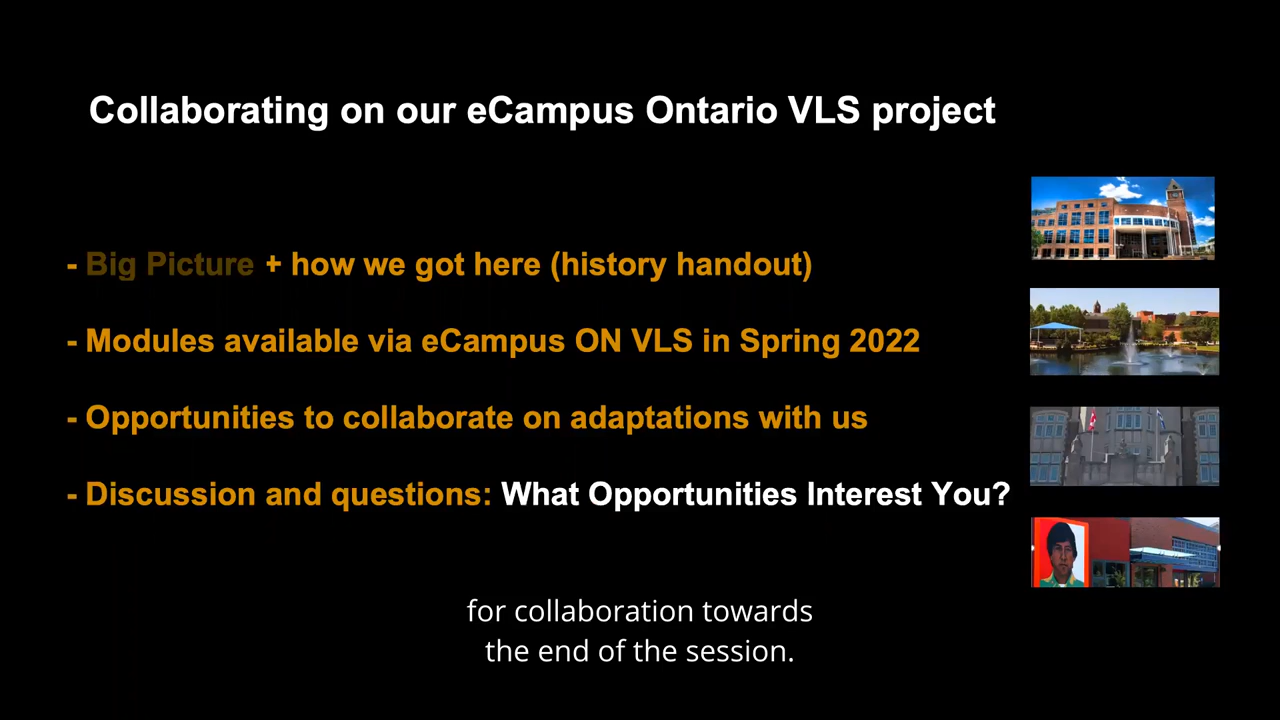 Collaborating on our eCampus Ontario VLS project
- Big Picture + how we got here (history handout)
- Modules available via eCampus ON VLS in Spring 2022
- Opportunities to collaborate on adaptations with us
- Discussion and questions: What Opportunities Interest You?
for collaboration towards
the end of the session.